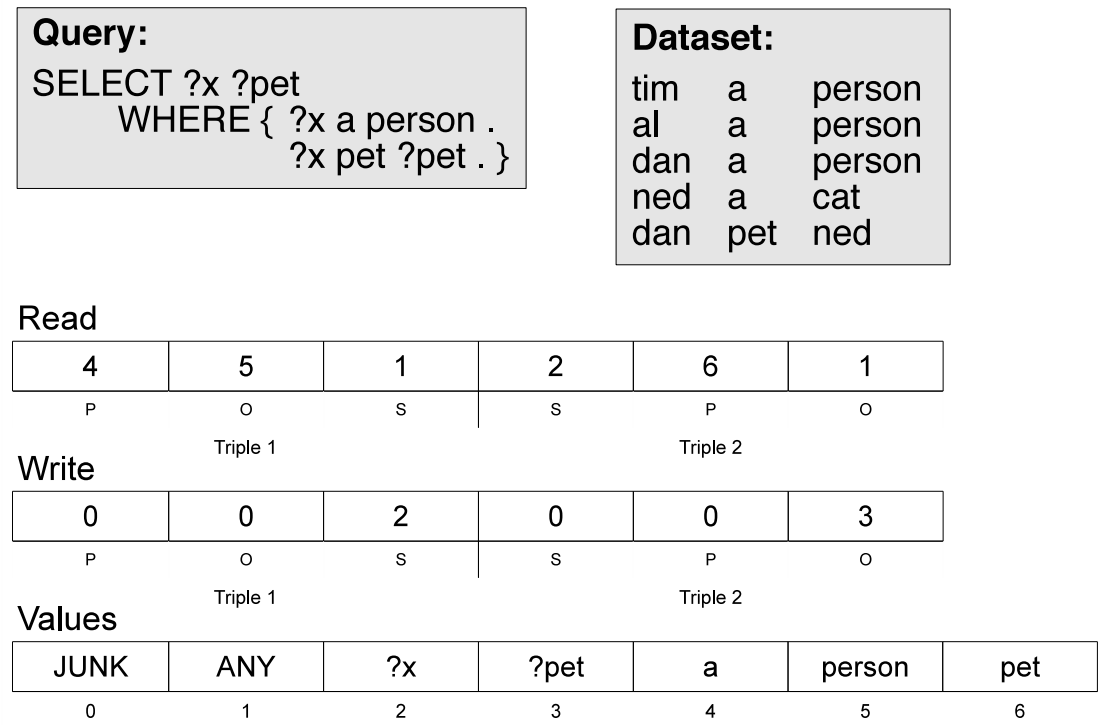 Query:
SELECT ?x ?pet
WHERE { ?x a person .
?x pet ?pet . }
Dataset:
tim a person
al a person
dan a person
ned a cat
dan pet ned
Read
4 5 1 2 6 1
P O S S P O
Triple 1 Triple 2
Write
0 0 2 0 0 3
P O S S P O
Triple 1 Triple 2
Values
JUNK ANY ?x ?pet a person pet
0 1 2 3 4 5 6